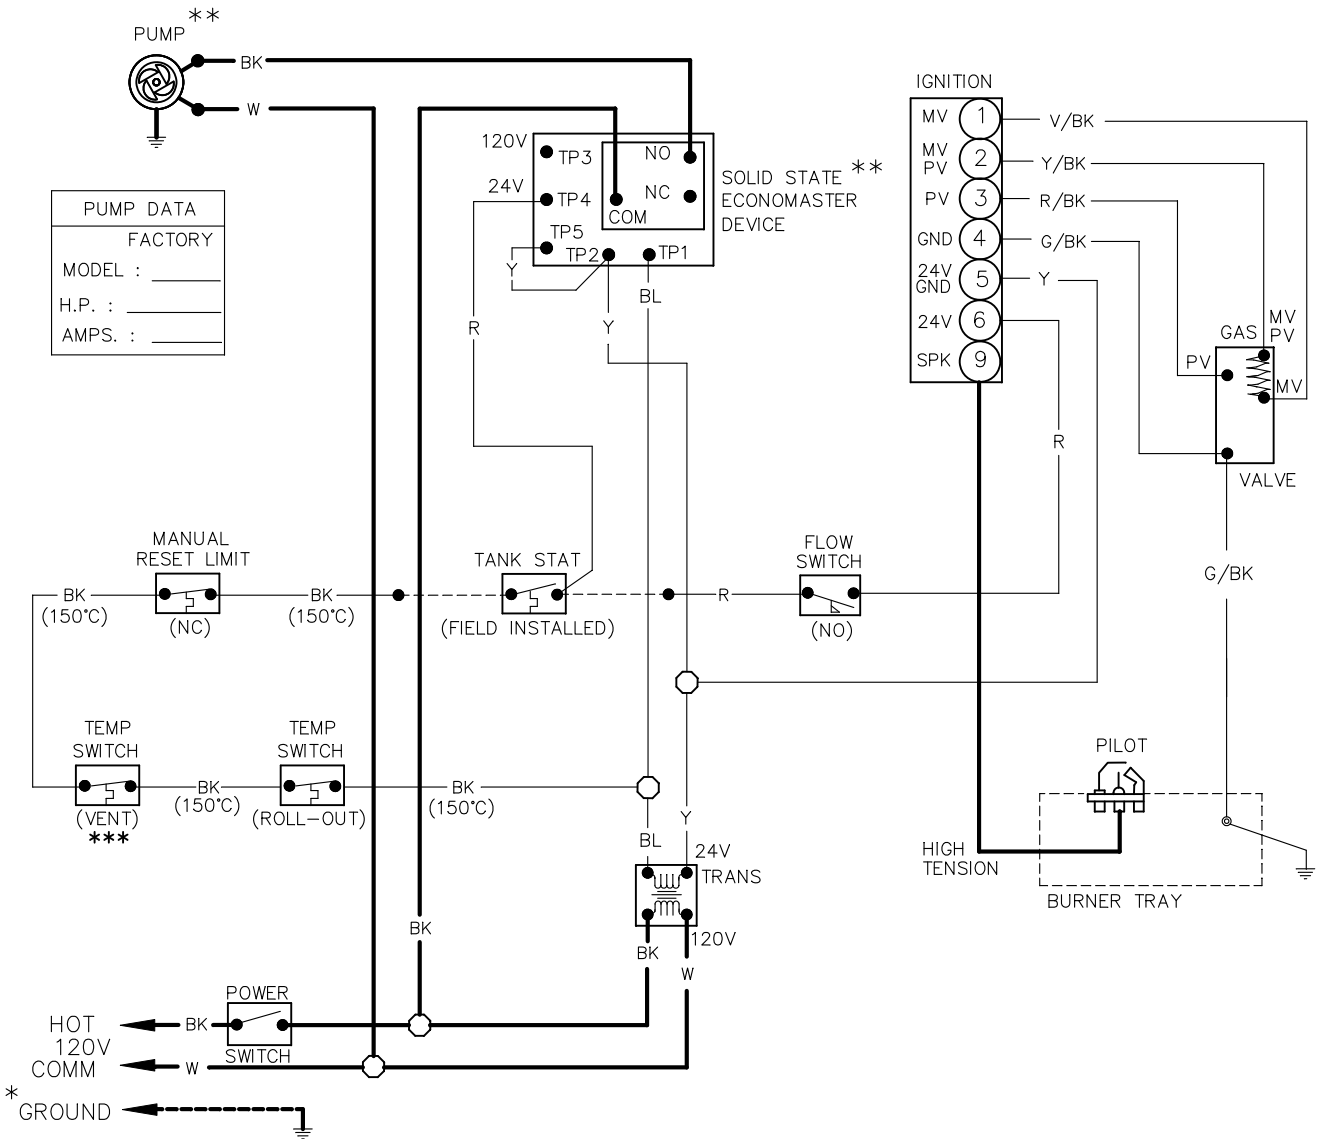 **
PUMP
BK
W
PUMP DATA
FACTORY
MODEL : ______
H.P. : ______
AMPS. : ______
120V
TP3
24V
TP4
TP5
TP2
TP1
NO
NC
COM
SOLID STATE **
ECONOMASTER
DEVICE
Y
BL
R
Y
IGNITION
MV 1
MV
PV 2
PV 3
GND 4
24V
GND 5
24V 6
SPK 9
V/BK
Y/BK
R/BK
G/BK
Y
R
GAS
MV
PV
PV
MV
VALVE
G/BK
MANUAL
RESET LIMIT
BK
(150°C)
(NC)
BK
(150°C)
TANK STAT
(FIELD INSTALLED)
R
FLOW
SWITCH
(NO)
TEMP
SWITCH
(VENT)
***
BK
(150°C)
TEMP
SWITCH
(ROLL-OUT)
BK
(150°C)
BL
Y
24V
TRANS
120V
BK
W
BK
PILOT
HIGH
TENSION
BURNER TRAY
POWER
SWITCH
HOT
BK
120V
COMM
W
*
GROUND